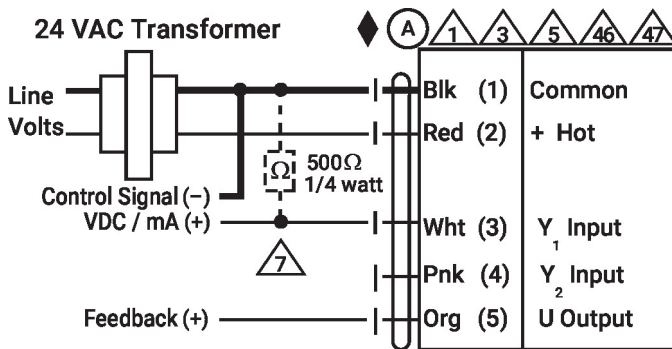 24 VAC Transformer
A 1 3 5 46 47
Line
Volts
Blk (1) Common
Red (2) + Hot
Ω 500Ω
1/4 watt
Control Signal (−)
VDC / mA (+)
Wht (3) Y1 Input
7
Pnk (4) Y2 Input
Feedback (+)
Org (5) U Output